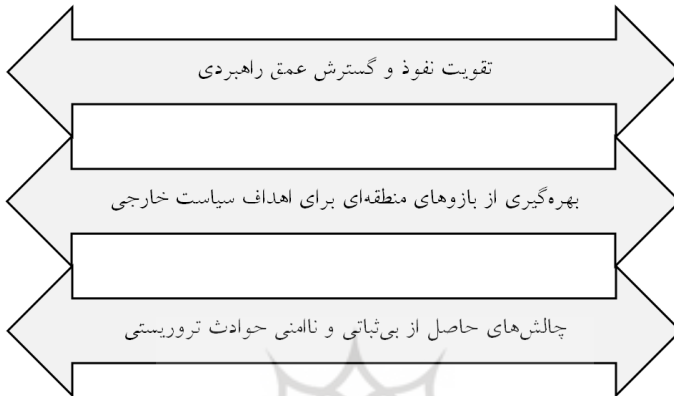 تقویت نفوذ و گسترش عمق راهبردی
بهره‌گیری از بازوهای منطقه‌ای برای اهداف سیاست خارجی
چالش‌های حاصل از بی‌ثباتی و ناامنی حوادث تروریستی